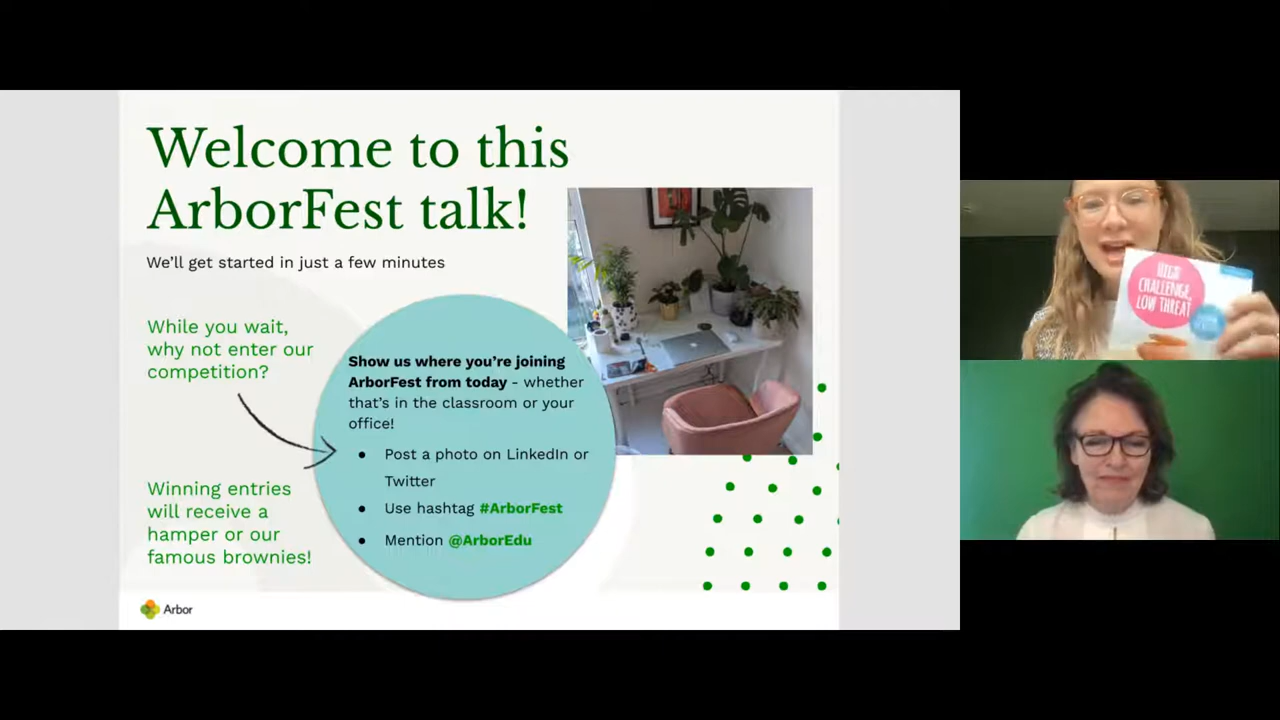 Welcome to this
ArborFest talk!
We'll get started in just a few minutes
While you wait,
why not enter our
competition?
Show us where you're joining
ArborFest from today - whether
that's in the classroom or your
office!
● Post a photo on LinkedIn or
Twitter
● Use hashtag #ArborFest
● Mention @ArborEdu
Winning entries
will receive a
hamper or our
famous brownies!
Arbor
HIGH
CHALLENGE,
LOW THREAT